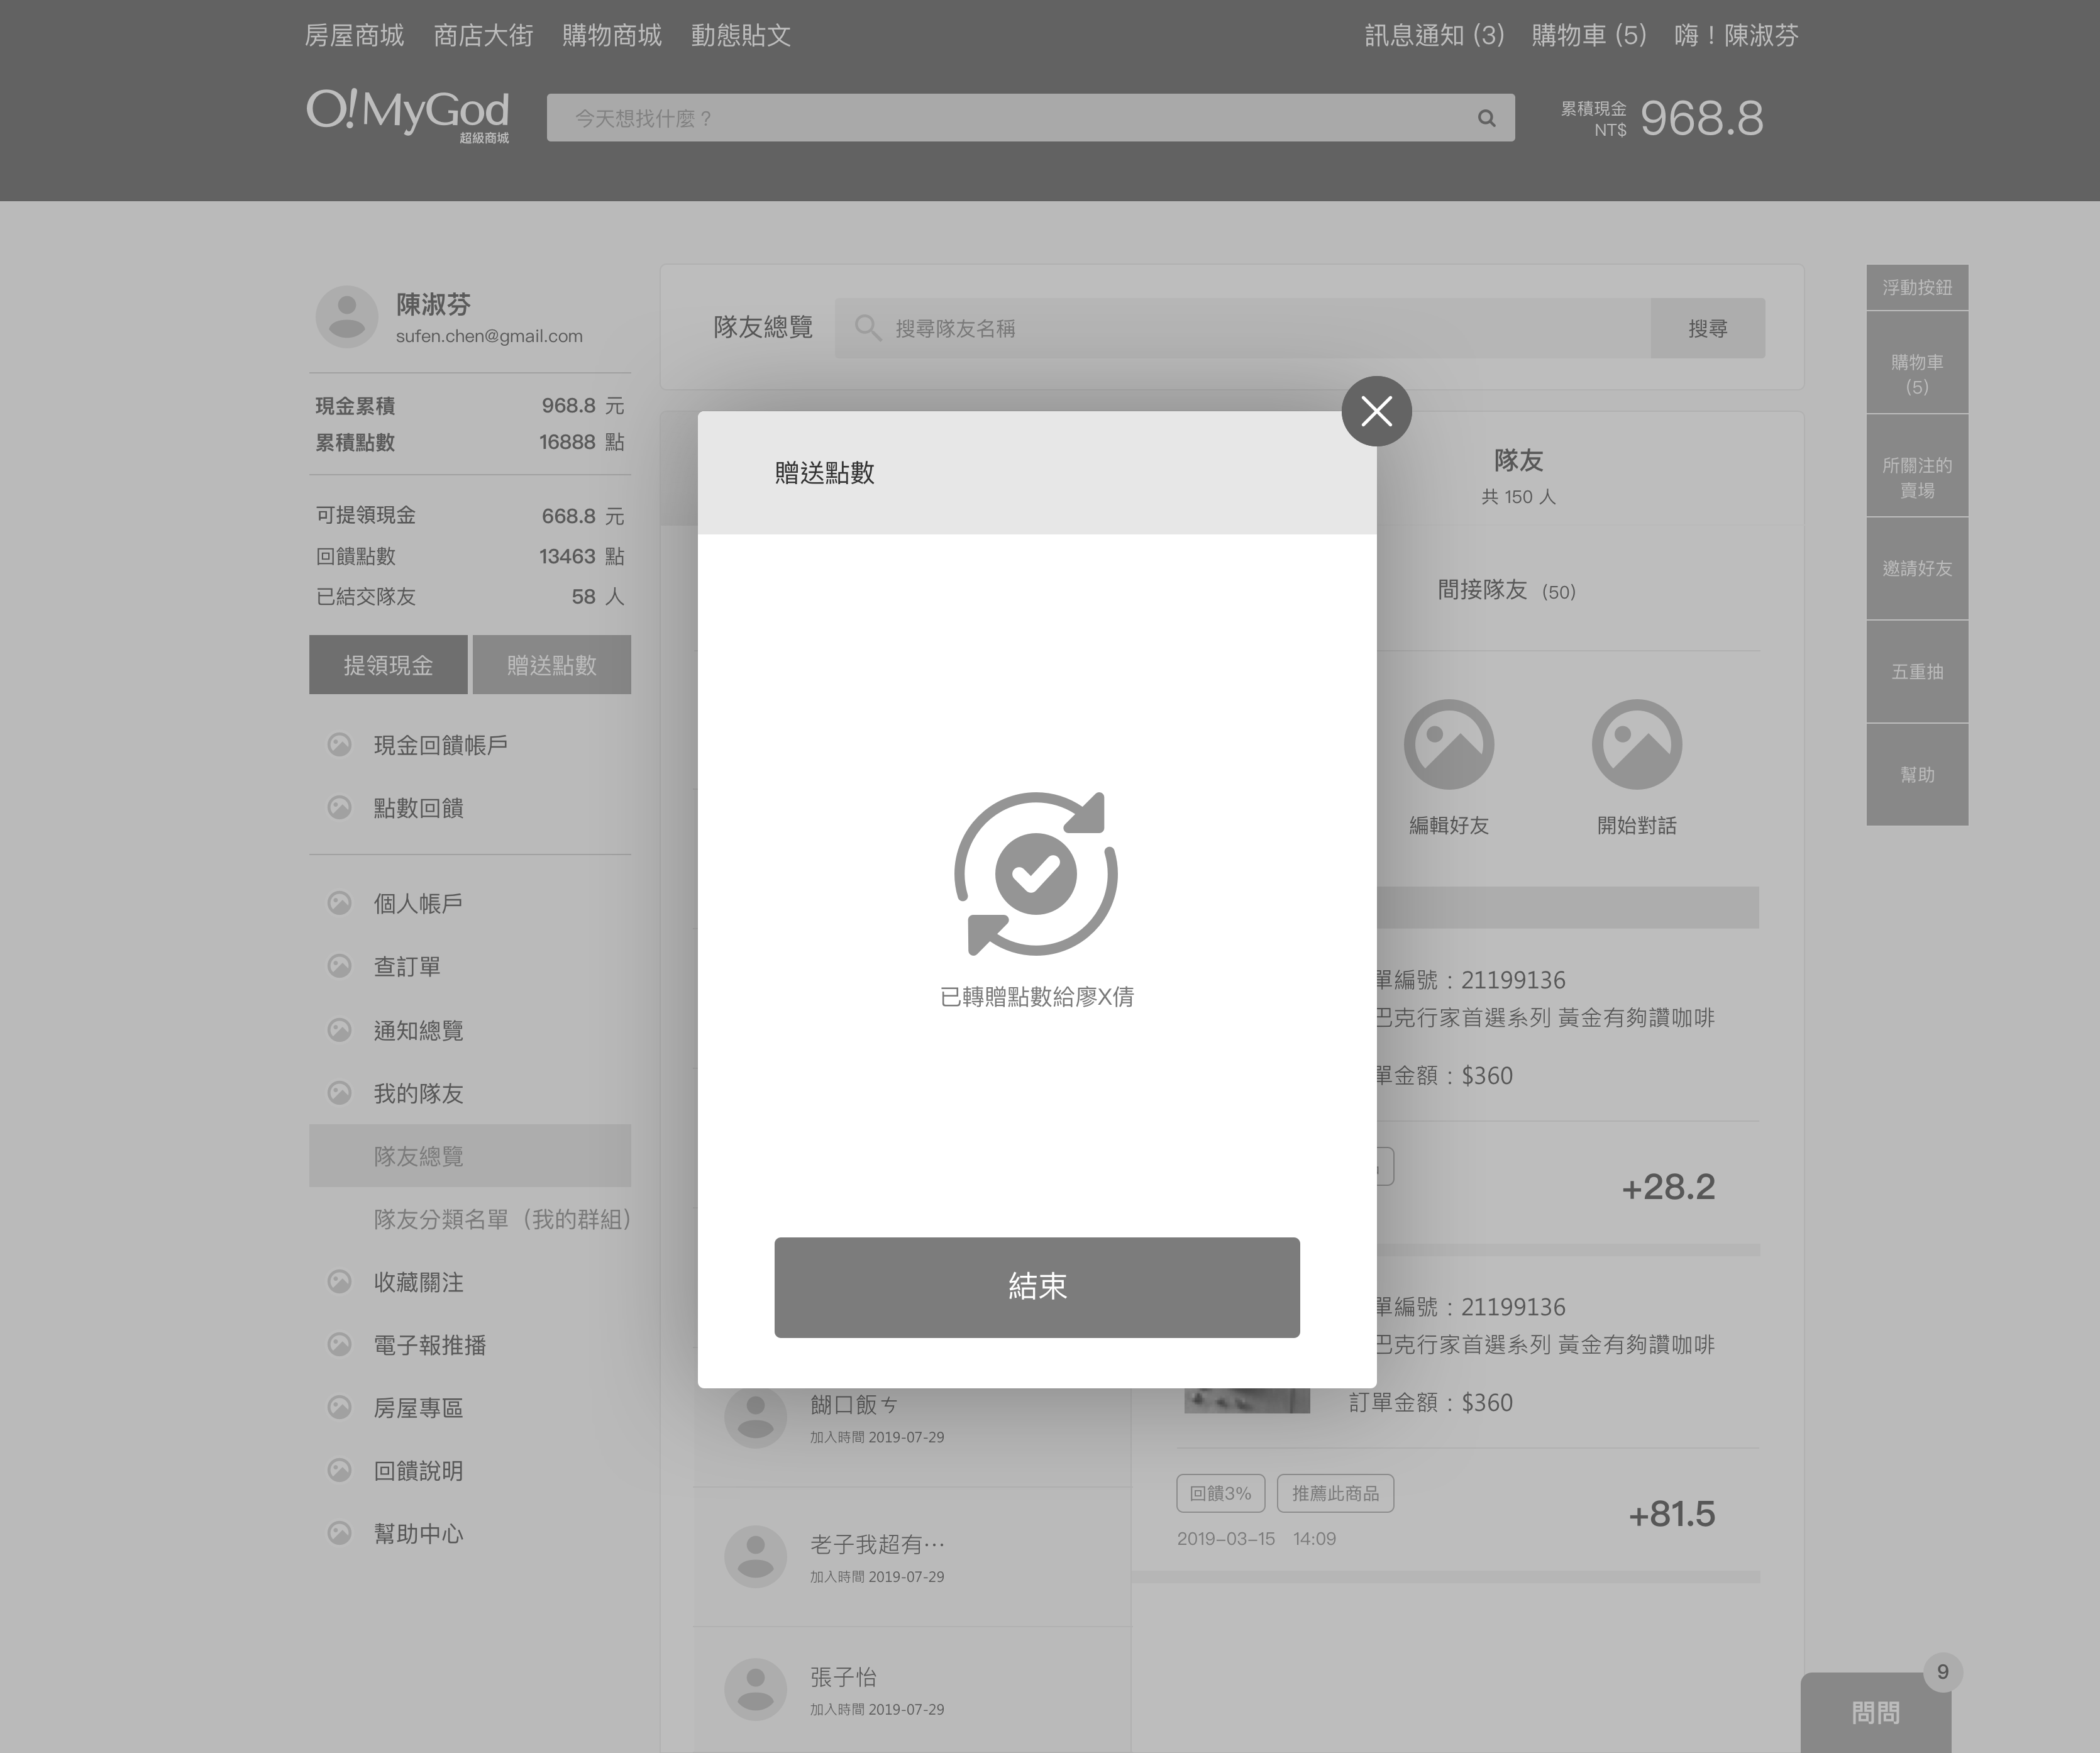 房屋商城 商店大街 購物商城 動態貼文 訊息通知 (3) 購物車 (5) 嗨！陳淑芬
O!MyGod
超級商城
今天想找什麼？
累積現金
NT$ 968.8
陳淑芬
sufen.chen@gmail.com
現金累積 968.8 元
累積點數 16888 點
可提領現金 668.8 元
回饋點數 13463 點
已結交隊友 58 人
提領現金 贈送點數
現金回饋帳戶
點數回饋
個人帳戶
查訂單
通知總覽
我的隊友
隊友總覽
隊友分類名單（我的群組）
收藏關注
電子報推播
房屋專區
回饋說明
幫助中心
隊友總覽 搜尋隊友名稱 搜尋
隊友
共 150 人
間接隊友 (50)
編輯好友 開始對話
贈送點數
已轉贈點數給廖X倩
結束
單編號：21199136
巴克行家首選系列 黃金有夠讚咖啡
單金額：$360
+28.2
單編號：21199136
巴克行家首選系列 黃金有夠讚咖啡
訂單金額：$360
回饋3% 推薦此商品
+81.5
2019-03-15 14:09
餬口飯ㄘ
加入時間 2019-07-29
老子我超有…
加入時間 2019-07-29
張子怡
加入時間 2019-07-29
浮動按鈕
購物車
(5)
所關注的
賣場
邀請好友
五重抽
幫助
9
問問